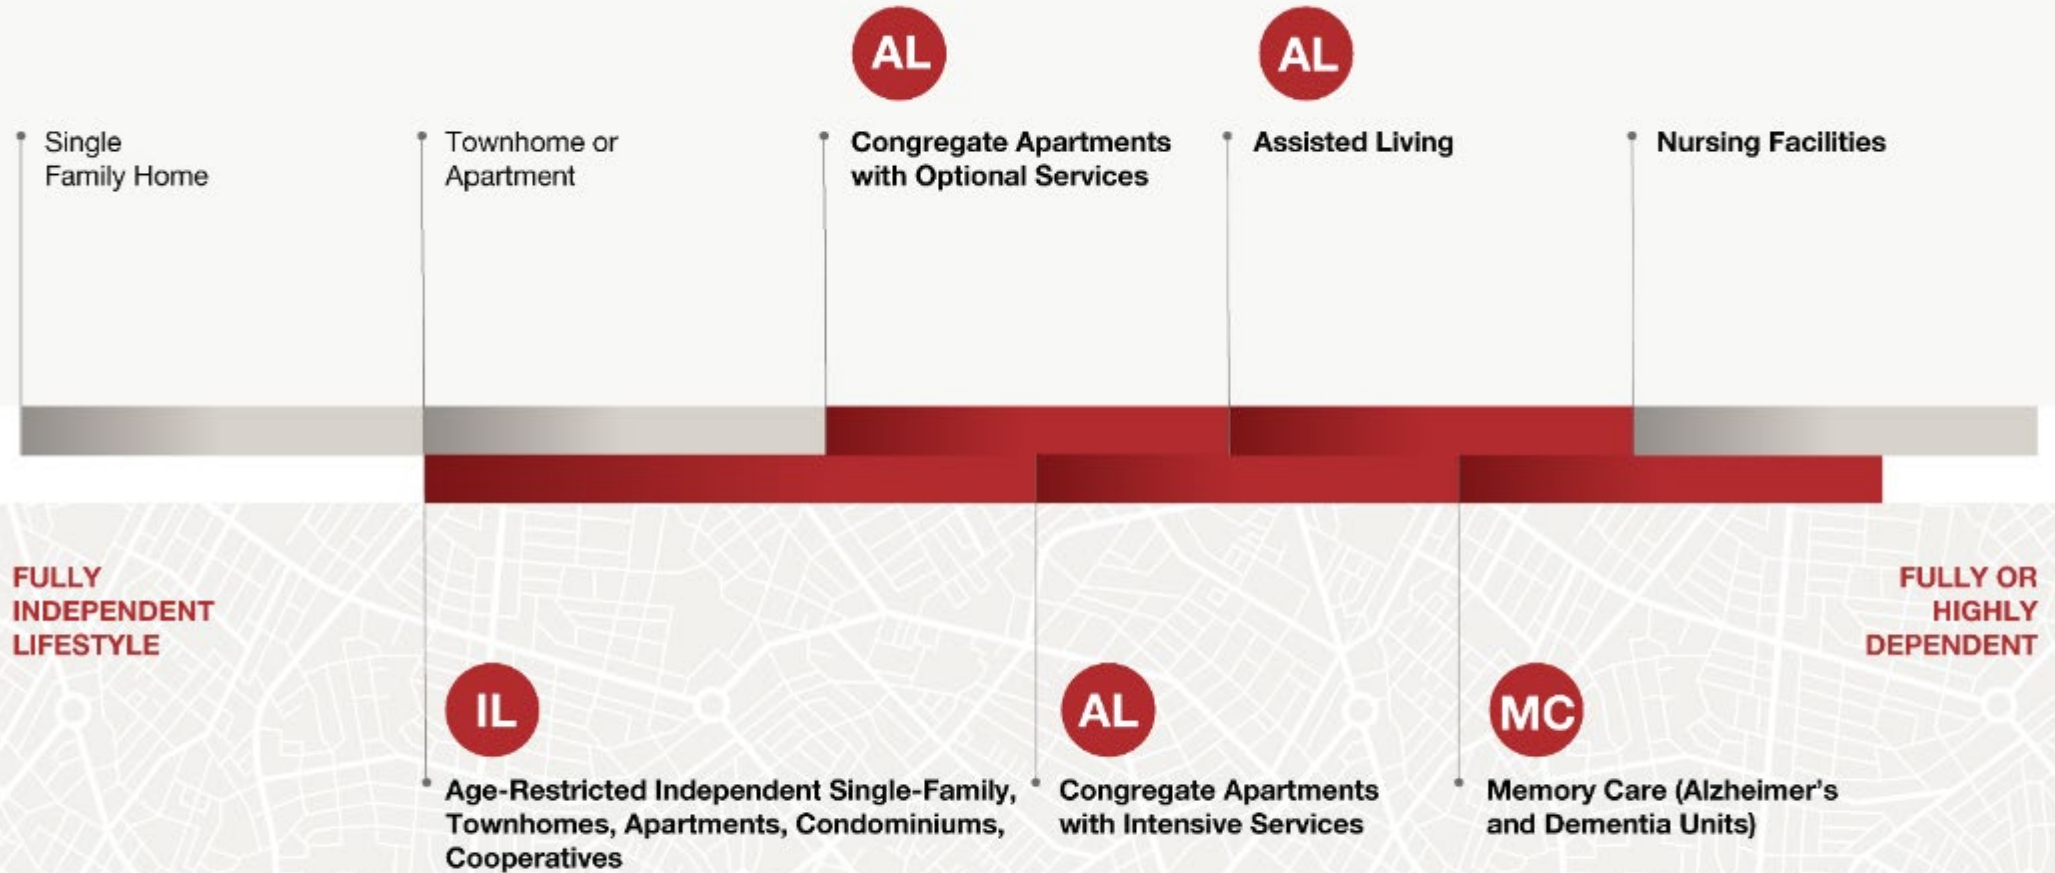 AL
AL
Single
Family Home
Townhome or
Apartment
Congregate Apartments
with Optional Services
Assisted Living
Nursing Facilities
FULLY
INDEPENDENT
LIFESTYLE
FULLY OR
HIGHLY
DEPENDENT
IL
Age-Restricted Independent Single-Family,
Townhomes, Apartments, Condominiums,
Cooperatives
AL
Congregate Apartments
with Intensive Services
MC
Memory Care (Alzheimer's
and Dementia Units)